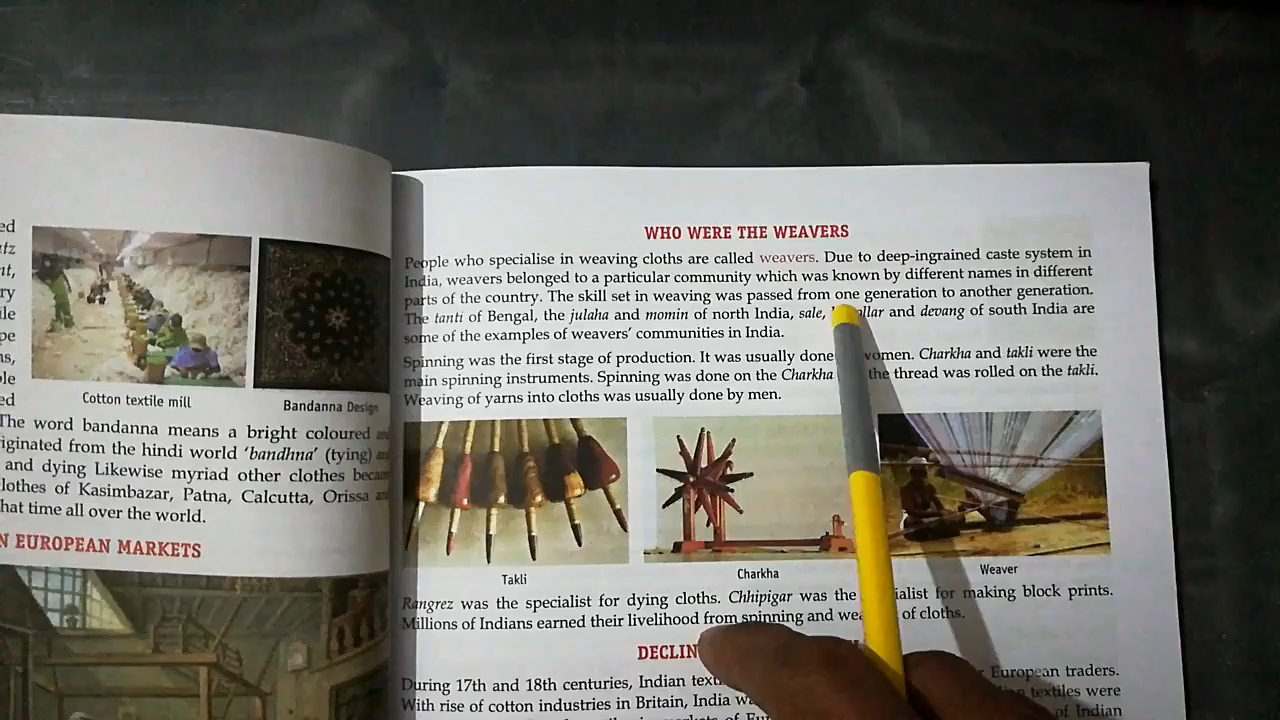 ed
utz
nt,
ry
ile
pe
ns,
ple
ed
Cotton textile mill
Bandanna Design
The word bandanna means a bright coloured
riginated from the hindi world 'bandhna' (tying)
and dying Likewise myriad other clothes becam
lothes of Kasimbazar, Patna, Calcutta, Orissa
hat time all over the world.
N EUROPEAN MARKETS
WHO WERE THE WEAVERS
People who specialise in weaving cloths are called weavers. Due to deep-ingrained caste system in
India, weavers belonged to a particular community which was known by different names in different
parts of the country. The skill set in weaving was passed from one generation to another generation.
The tanti of Bengal, the julaha and momin of north India, sale, ollar and devang of south India are
some of the examples of weavers' communities in India.
Spinning was the first stage of production. It was usually done women. Charkha and takli were the
main spinning instruments. Spinning was done on the Charkha the thread was rolled on the takli.
Weaving of yarns into cloths was usually done by men.
Takli
Charkha
Weaver
Rangrez was the specialist for dying cloths. Chhipigar was the ialist for making block prints.
Millions of Indians earned their livelihood from spinning and wea of cloths.
DECLIN
During 17th and 18th centuries, Indian text European traders.
With rise of cotton industries in Britain, India textiles were
of Indian